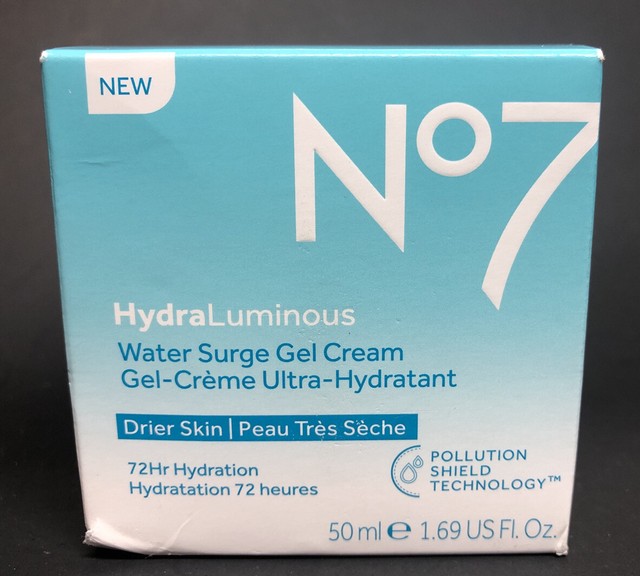 NEW
No7
HydraLuminous
Water Surge Gel Cream
Gel-Crème Ultra-Hydratant
Drier Skin | Peau Très Sèche
72Hr Hydration
Hydratation 72 heures
POLLUTION
SHIELD
TECHNOLOGY™
50 ml ℮ 1.69 US Fl. Oz.